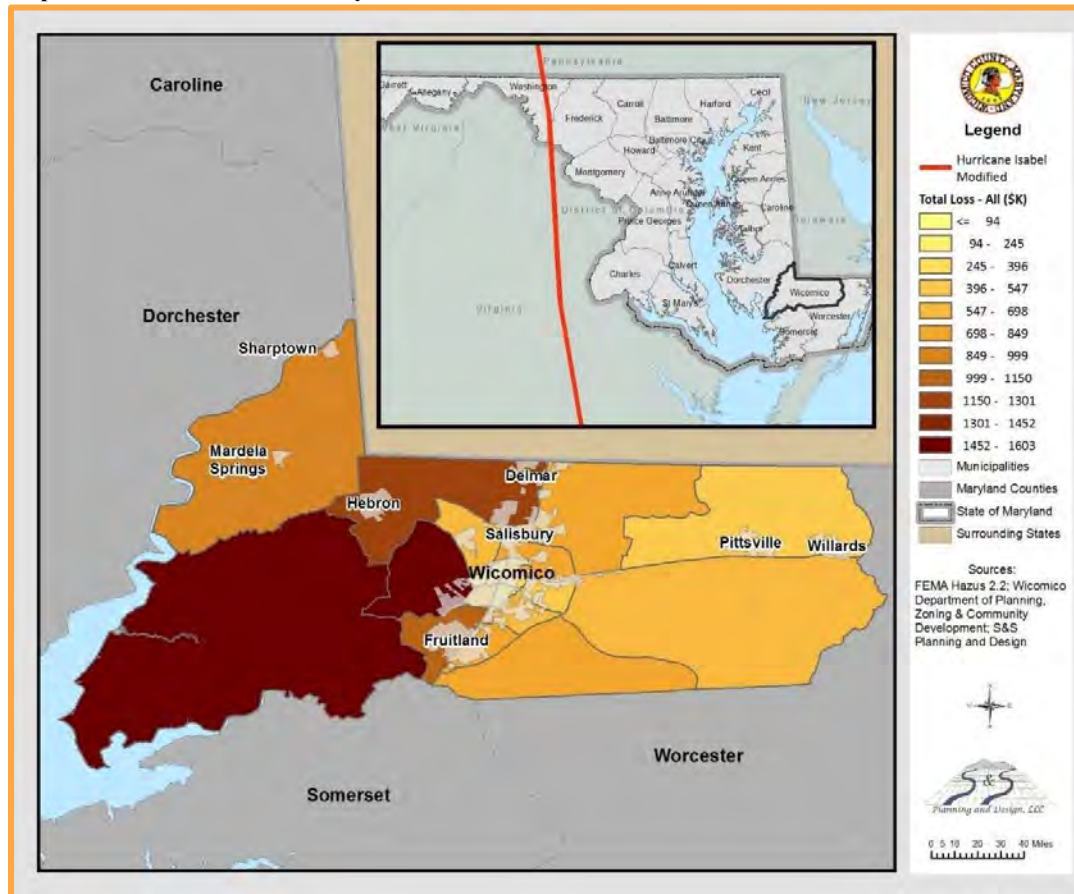 Caroline
Dorchester
Sharptown
Mardela
Springs
Hebron
Delmar
Salisbury
Wicomico
Fruitland
Pittsville
Willards
Somerset
Worcester
Pennsylvania
Garrett
Allegany
Washington
Frederick
Carroll
Baltimore
Harford
Cecil
New Jersey
West Virginia
Howard
Baltimore City
Kent
Montgomery
Anne Arundel
Queen Annes
District of Columbia
Prince Georges
Caroline
Delaware
Talbot
Charles
Calvert
Dorchester
Virginia
St Mary's
Wicomico
Worcester
Somerset
Legend
Hurricane Isabel
Modified
Total Loss - All ($K)
<= 94
94 - 245
245 - 396
396 - 547
547 - 698
698 - 849
849 - 999
999 - 1150
1150 - 1301
1301 - 1452
1452 - 1603
Municipalities
Maryland Counties
State of Maryland
Surrounding States
Sources:
FEMA Hazus 2.2; Wicomico
Department of Planning,
Zoning & Community
Development; S&S
Planning and Design
S&S
Planning and Design, LLC
0 5 10 20 30 40 Miles